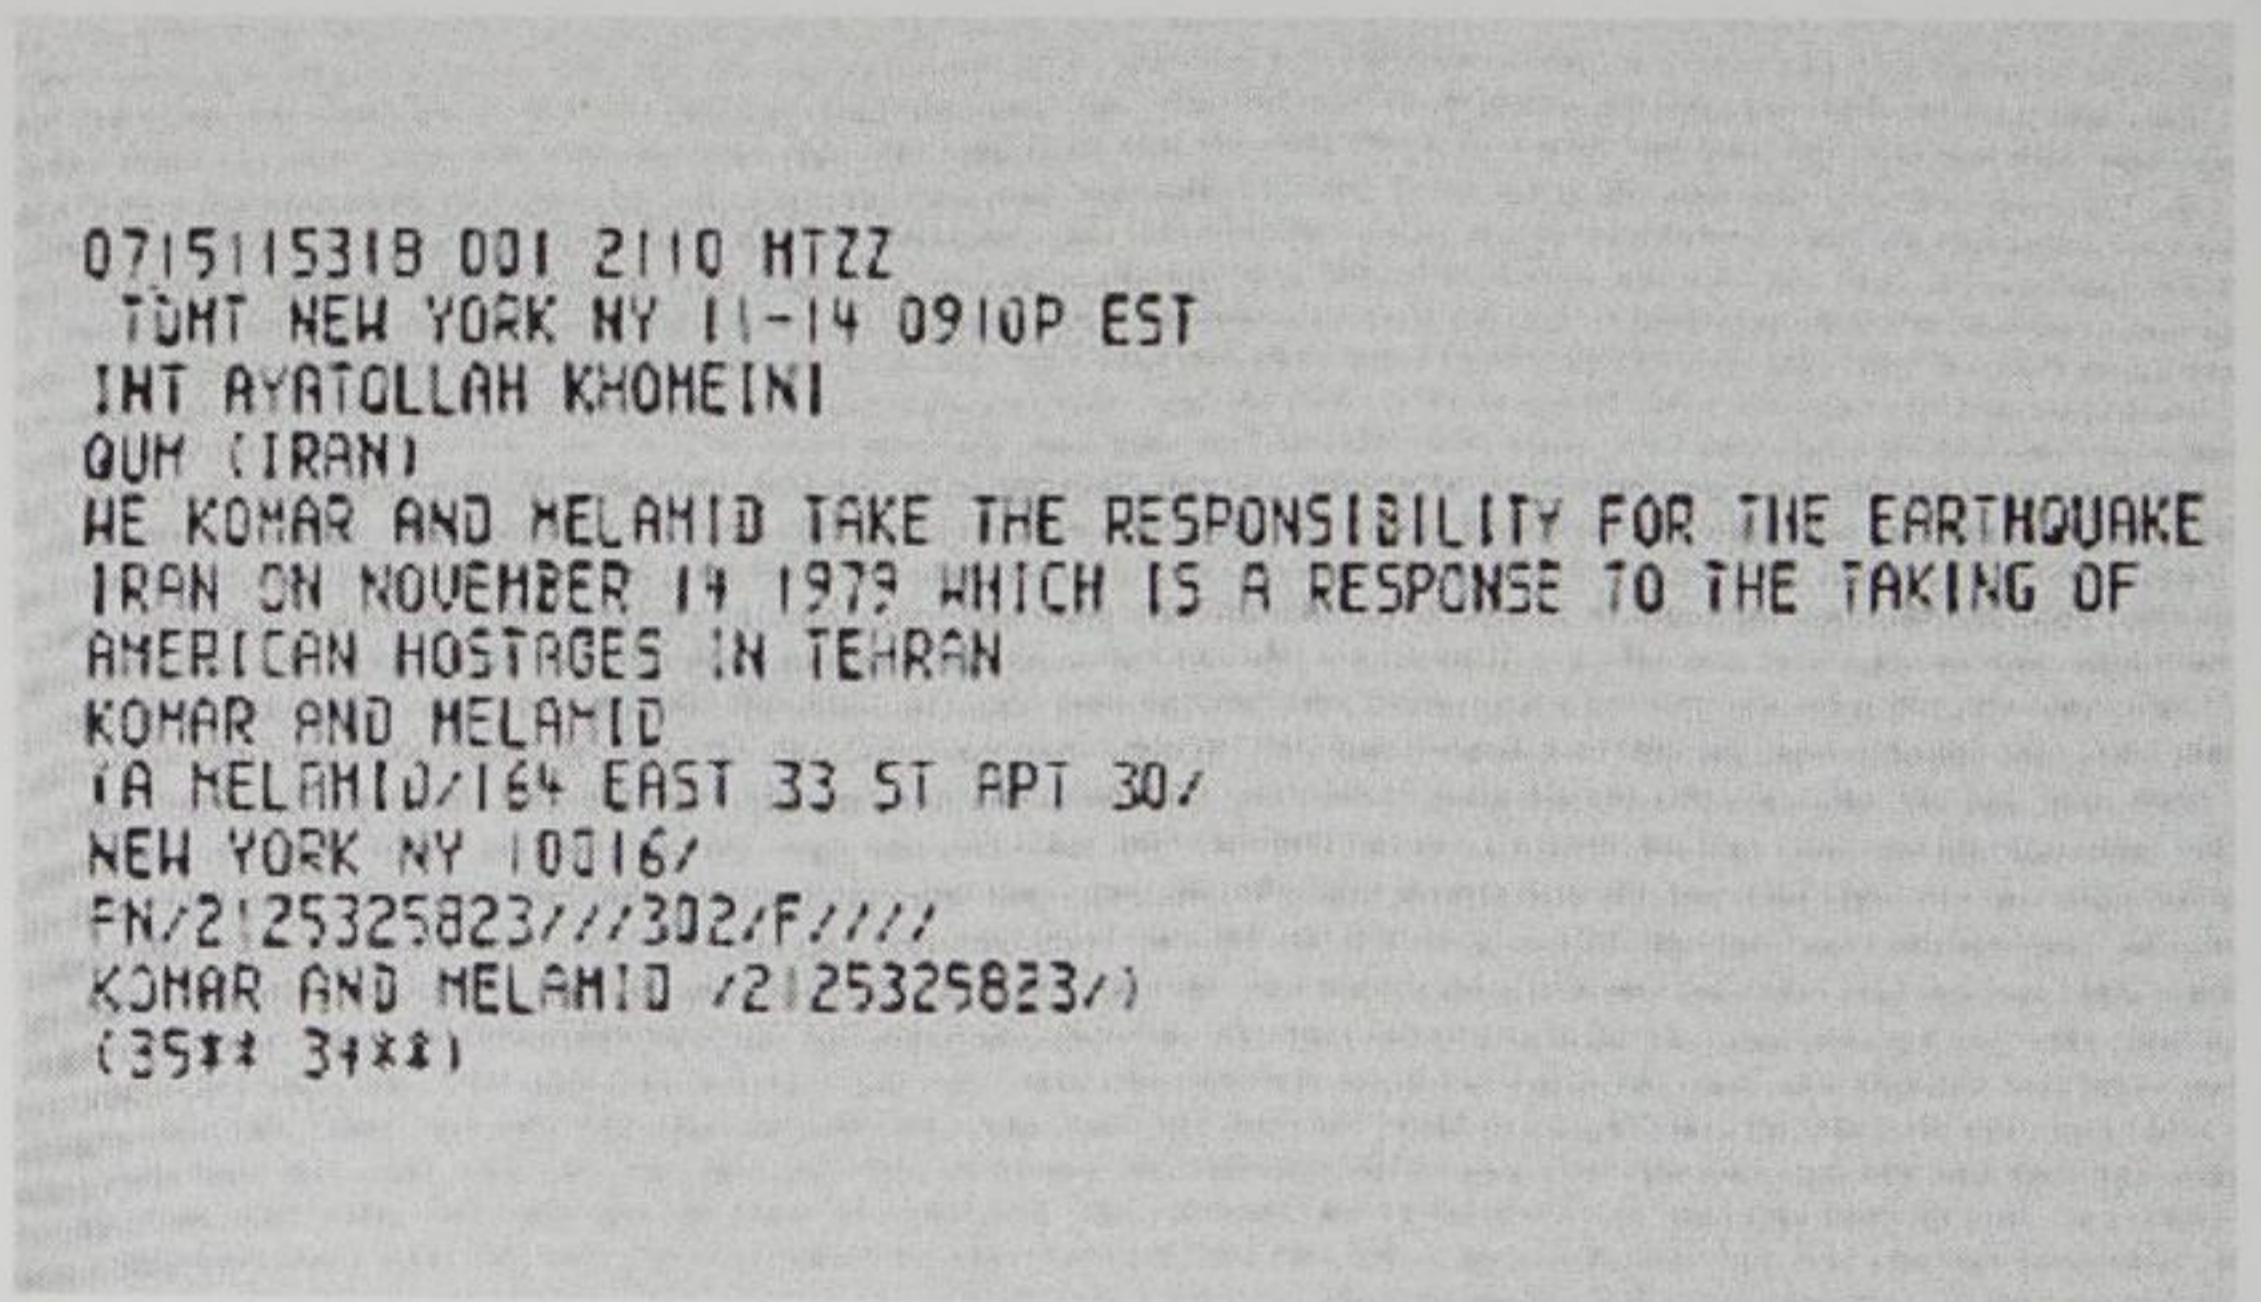 0715115318 001 2110 MTZZ
TDMT NEW YORK NY 11-14 0910P EST
INT AYATOLLAH KHOMEINI
QUM (IRAN)
WE KOMAR AND MELAMID TAKE THE RESPONSIBILITY FOR THE EARTHQUAKE
IRAN ON NOVEMBER 14 1979 WHICH IS A RESPONSE TO THE TAKING OF
AMERICAN HOSTAGES IN TEHRAN
KOMAR AND MELAMID
(A MELAMID/164 EAST 33 ST APT 30/
NEW YORK NY 10016/
FN/2125325823///302/F////
KOMAR AND MELAMID /2125325823/)
(35** 34**)